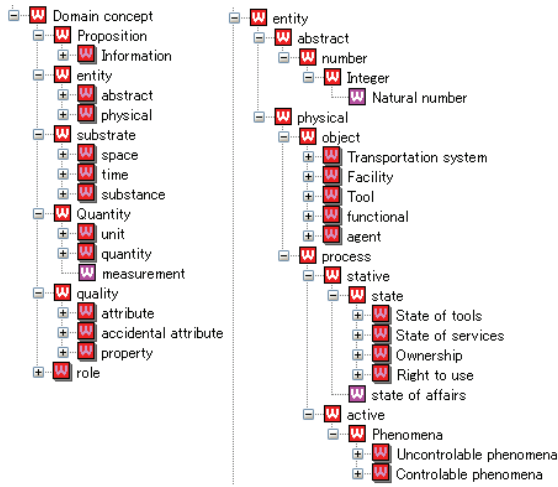 Domain concept
Proposition
Information
entity
abstract
physical
substrate
space
time
substance
Quantity
unit
quantity
measurement
quality
attribute
accidental attribute
property
role
entity
abstract
number
Integer
Natural number
physical
object
Transportation system
Facility
Tool
functional
agent
process
stative
state
State of tools
State of services
Ownership
Right to use
state of affairs
active
Phenomena
Uncontrolable phenomena
Controlable phenomena